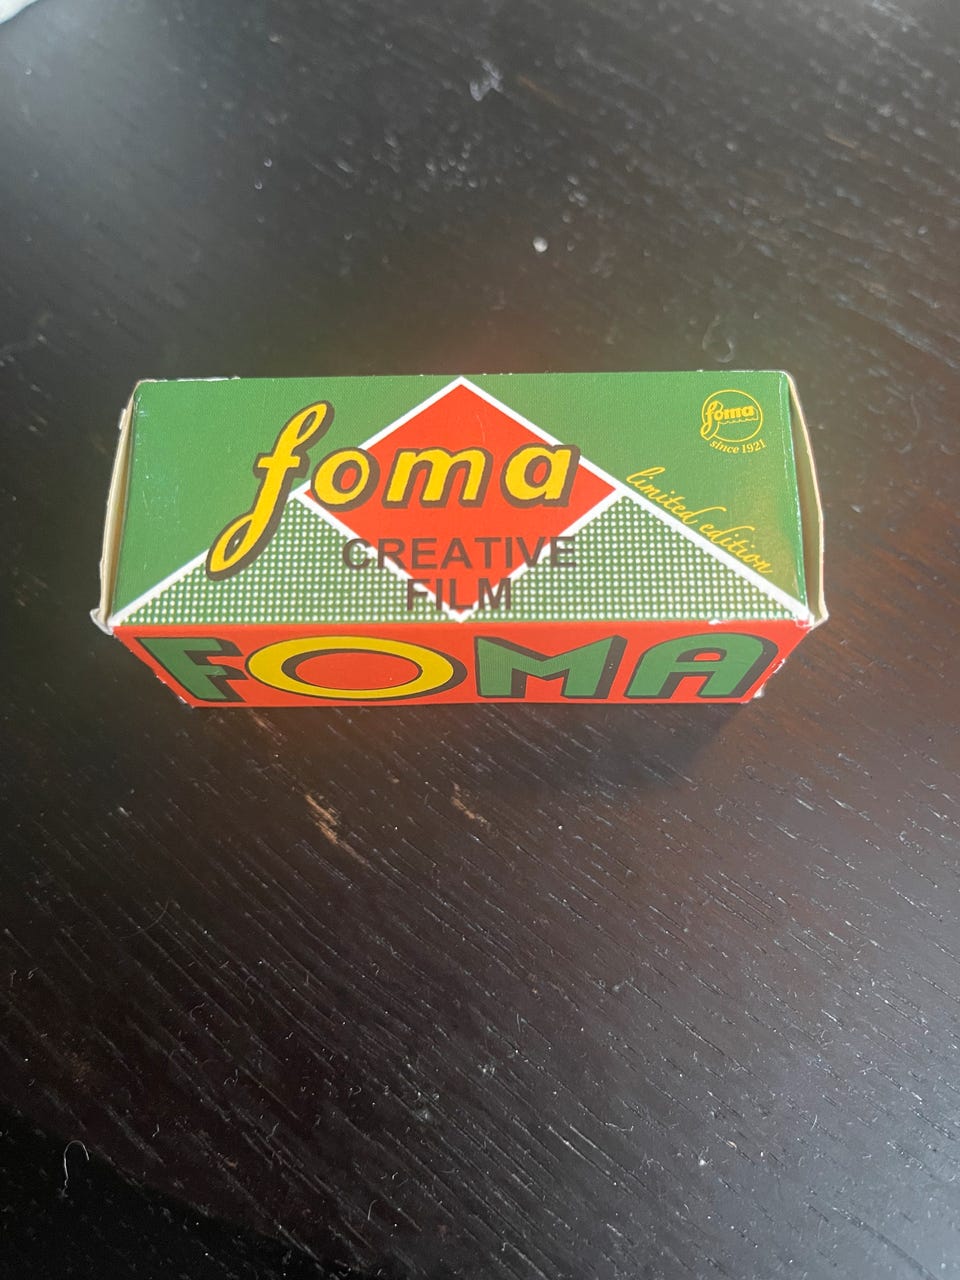 foma
CREATIVE
FILM
foma
since 1921
limited edition
FOMA